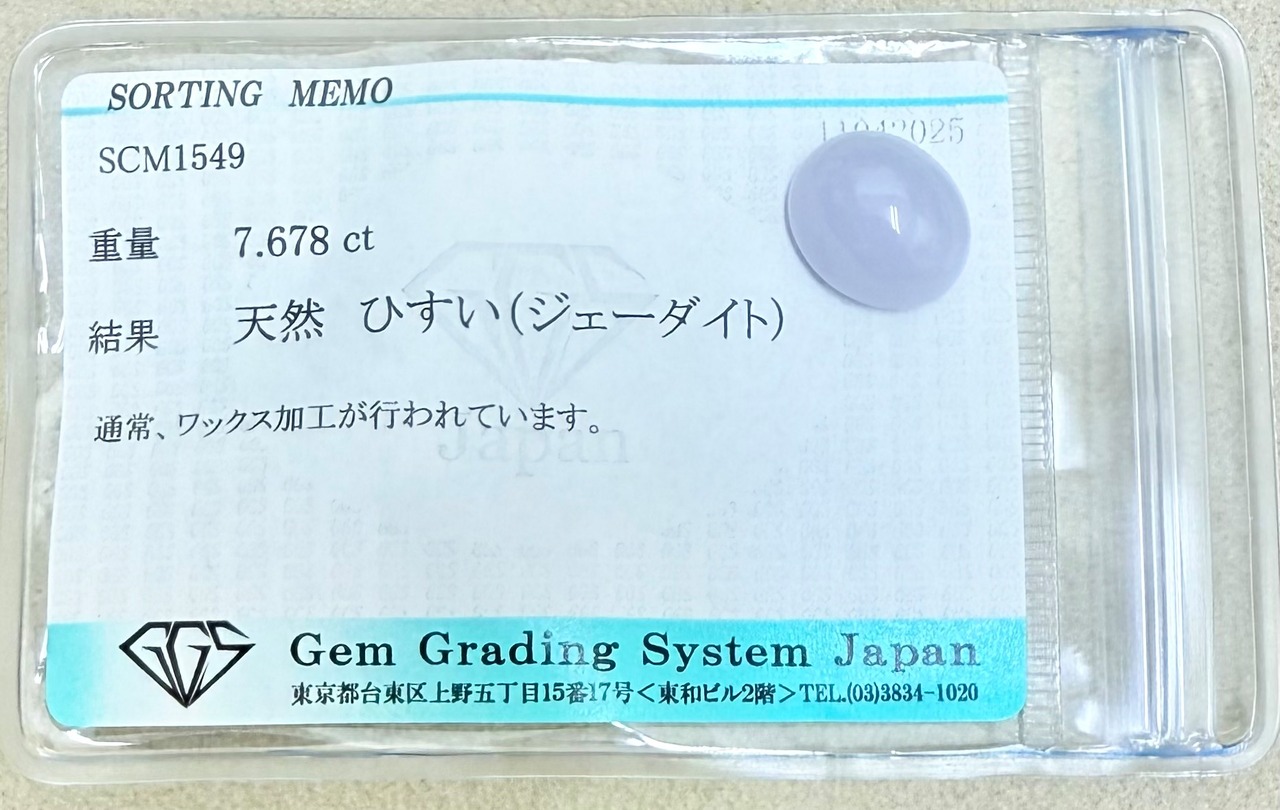 SORTING MEMO
SCM1549
重量 7.678 ct
結果 天然 ひすい(ジェーダイト)
通常、ワックス加工が行われています。
Japan
GGS
Gem Grading System Japan
東京都台東区上野五丁目15番17号<東和ビル2階>TEL.(03)3834-1020